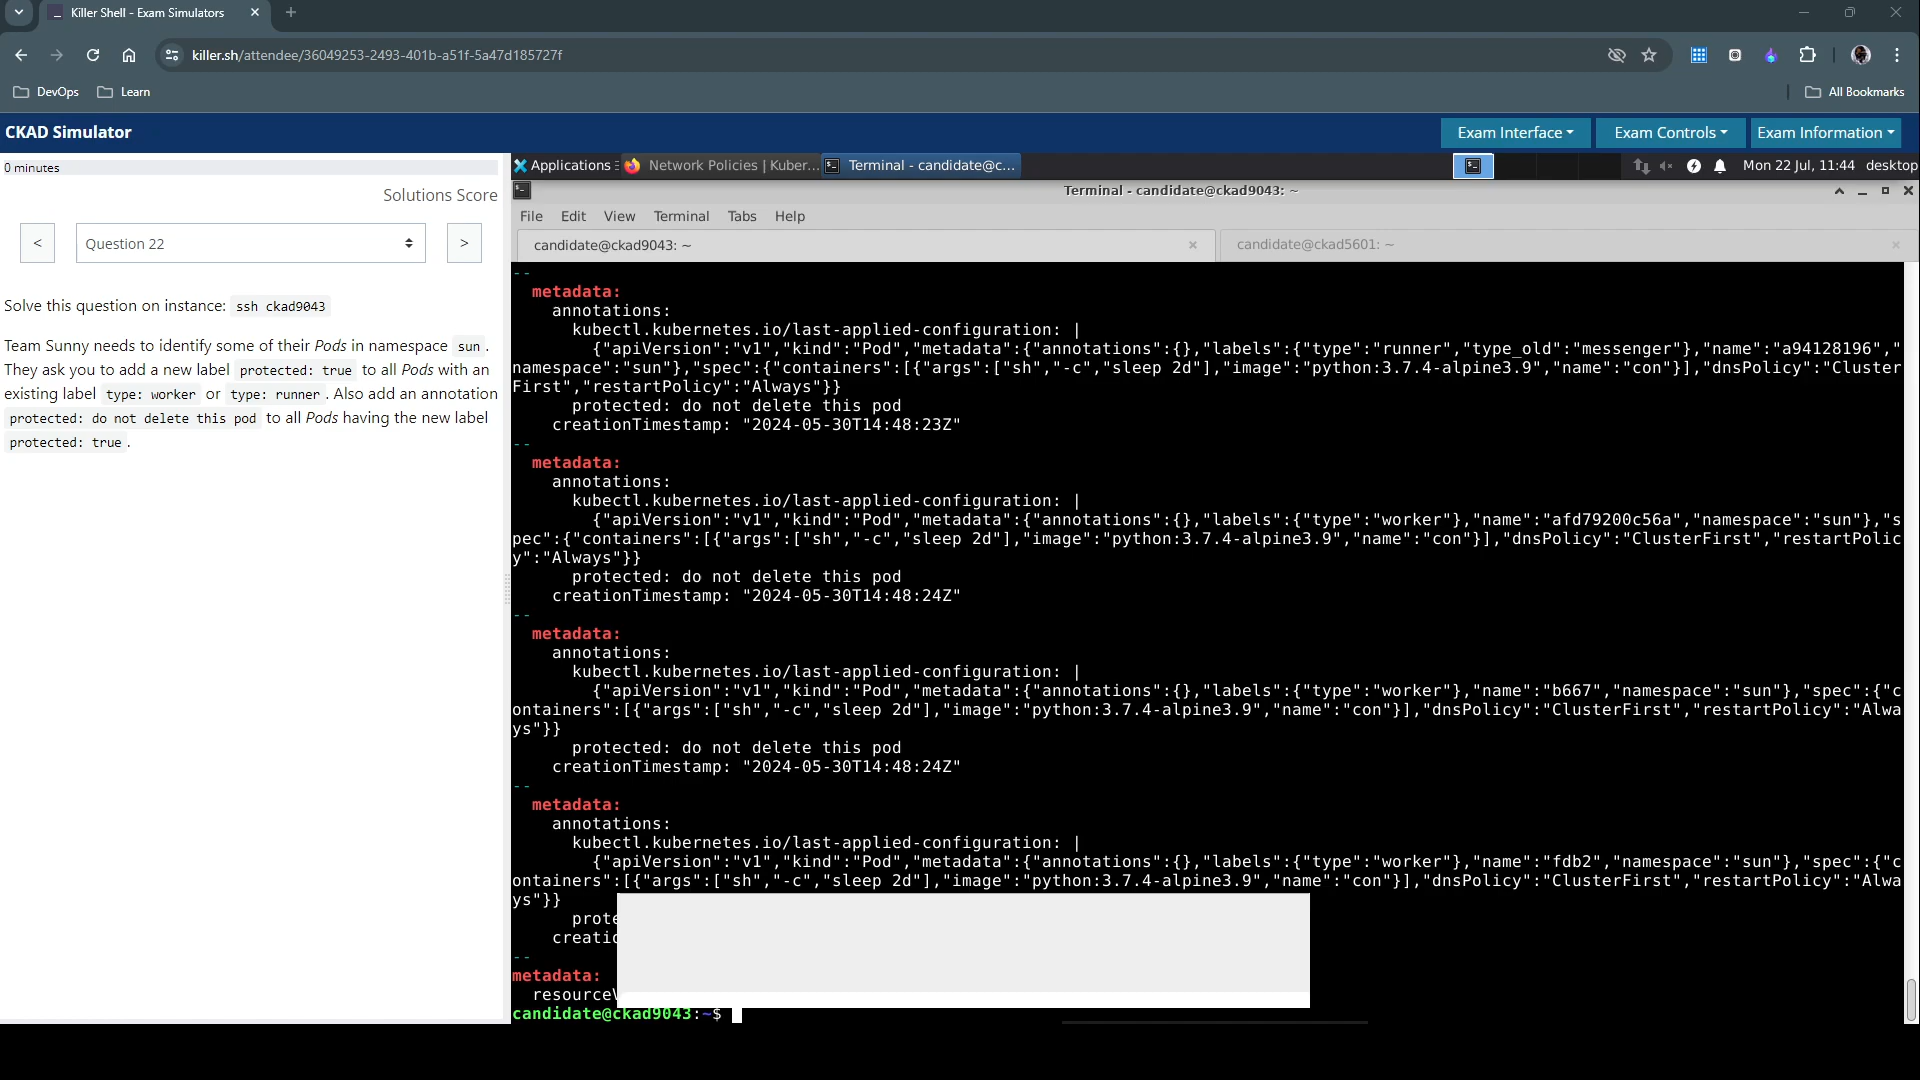 Killer Shell - Exam Simulators
killer.sh/attendee/36049253-2493-401b-a51f-5a47d185727f
DevOps
Learn
All Bookmarks
CKAD Simulator
Exam Interface
Exam Controls
Exam Information
0 minutes
Applications
Network Policies | Kuber...
Terminal - candidate@c...
Mon 22 Jul, 11:44
desktop
Solutions Score
< Question 22 >
Solve this question on instance: ssh ckad9043
Team Sunny needs to identify some of their Pods in namespace sun .
They ask you to add a new label protected: true to all Pods with an
existing label type: worker or type: runner . Also add an annotation
protected: do not delete this pod to all Pods having the new label
protected: true .
Terminal - candidate@ckad9043: ~
File Edit View Terminal Tabs Help
candidate@ckad9043: ~
candidate@ckad5601: ~
--
metadata:
annotations:
kubectl.kubernetes.io/last-applied-configuration: |
{"apiVersion":"v1","kind":"Pod","metadata":{"annotations":{},"labels":{"type":"runner","type_old":"messenger"},"name":"a94128196","
namespace":"sun"},"spec":{"containers":[{"args":["sh","-c","sleep 2d"],"image":"python:3.7.4-alpine3.9","name":"con"}],"dnsPolicy":"Cluster
First","restartPolicy":"Always"}}
protected: do not delete this pod
creationTimestamp: "2024-05-30T14:48:23Z"
--
metadata:
annotations:
kubectl.kubernetes.io/last-applied-configuration: |
{"apiVersion":"v1","kind":"Pod","metadata":{"annotations":{},"labels":{"type":"worker"},"name":"afd79200c56a","namespace":"sun"},"s
pec":{"containers":[{"args":["sh","-c","sleep 2d"],"image":"python:3.7.4-alpine3.9","name":"con"}],"dnsPolicy":"ClusterFirst","restartPolic
y":"Always"}}
protected: do not delete this pod
creationTimestamp: "2024-05-30T14:48:24Z"
--
metadata:
annotations:
kubectl.kubernetes.io/last-applied-configuration: |
{"apiVersion":"v1","kind":"Pod","metadata":{"annotations":{},"labels":{"type":"worker"},"name":"b667","namespace":"sun"},"spec":{"c
ontainers":[{"args":["sh","-c","sleep 2d"],"image":"python:3.7.4-alpine3.9","name":"con"}],"dnsPolicy":"ClusterFirst","restartPolicy":"Alwa
ys"}}
protected: do not delete this pod
creationTimestamp: "2024-05-30T14:48:24Z"
--
metadata:
annotations:
kubectl.kubernetes.io/last-applied-configuration: |
{"apiVersion":"v1","kind":"Pod","metadata":{"annotations":{},"labels":{"type":"worker"},"name":"fdb2","namespace":"sun"},"spec":{"c
ontainers":[{"args":["sh","-c","sleep 2d"],"image":"python:3.7.4-alpine3.9","name":"con"}],"dnsPolicy":"ClusterFirst","restartPolicy":"Alwa
ys"}}
prote
creatio
--
metadata:
resource
candidate@ckad9043:~$